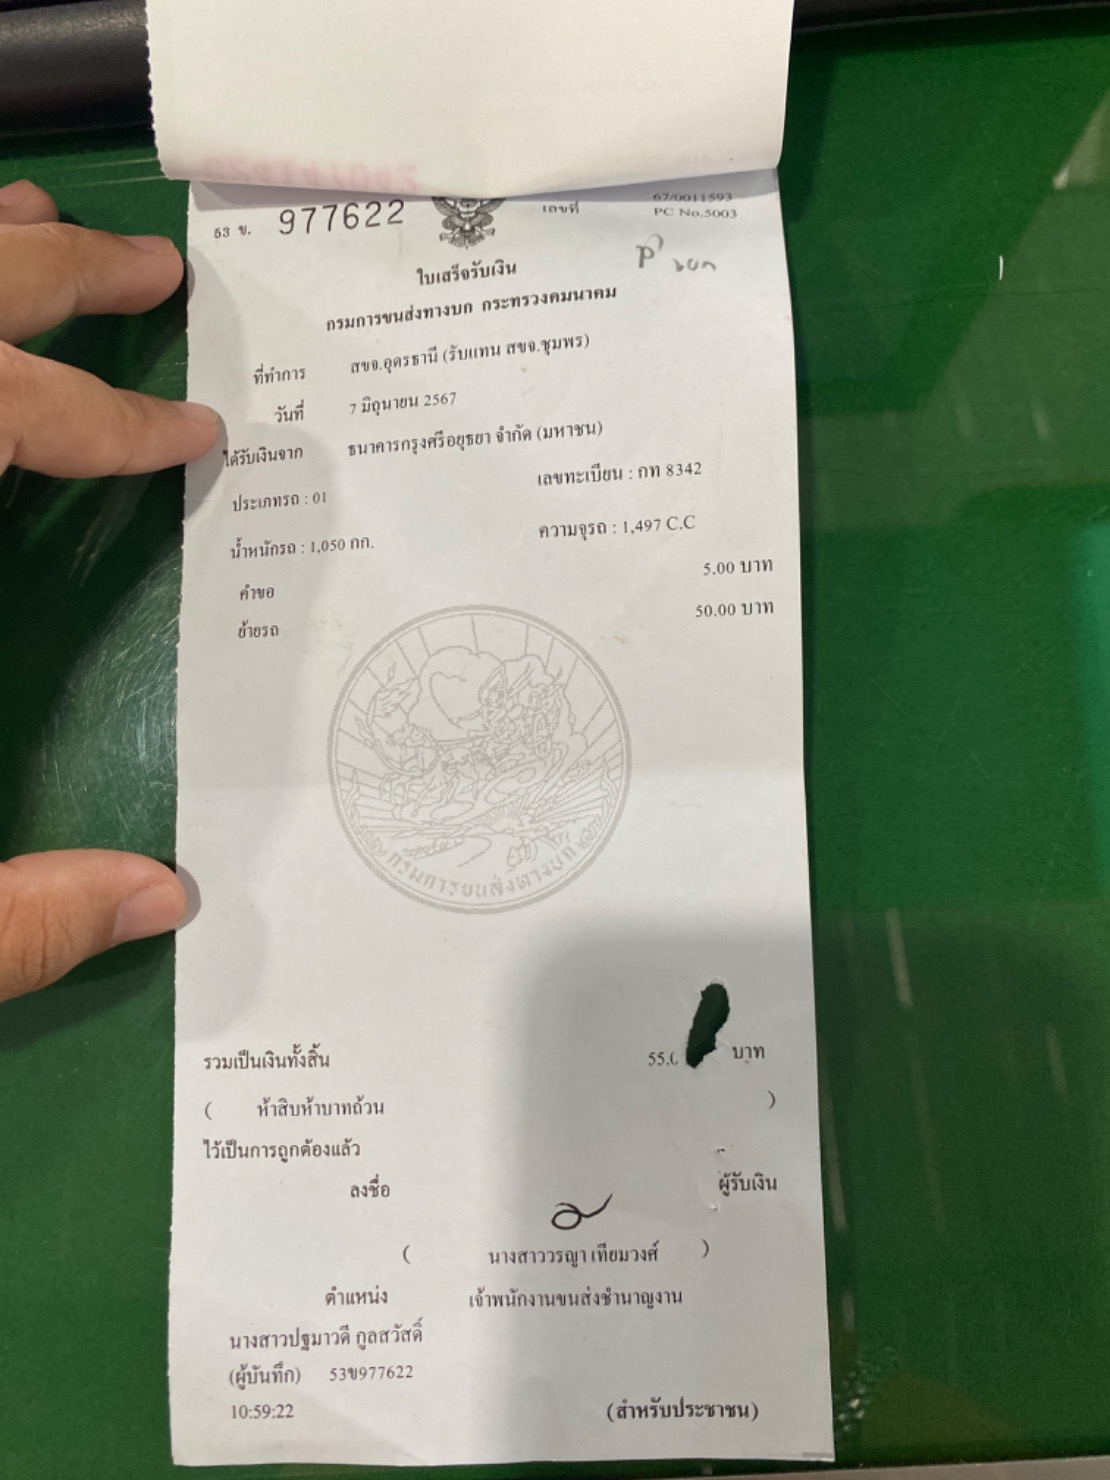 53 ข. 977622
เลขที่ 67/0011593
PC No.5003
ใบเสร็จรับเงิน
กรมการขนส่งทางบก กระทรวงคมนาคม
ที่ทำการ สขจ.อุดรธานี (รับแทน สขจ.ชุมพร)
วันที่ 7 มิถุนายน 2567
ได้รับเงินจาก ธนาคารกรุงศรีอยุธยา จำกัด (มหาชน)
ประเภทรถ : 01 เลขทะเบียน : กท 8342
น้ำหนักรถ : 1,050 กก. ความจุรถ : 1,497 C.C
คำขอ 5.00 บาท
ย้ายรถ 50.00 บาท
กรมการขนส่งทางบก
รวมเป็นเงินทั้งสิ้น 55.0 บาท
( ห้าสิบห้าบาทถ้วน )
ไว้เป็นการถูกต้องแล้ว
ลงชื่อ ผู้รับเงิน
( นางสาววรญา เทียมวงศ์ )
ตำแหน่ง เจ้าพนักงานขนส่งชำนาญงาน
นางสาวปฐมาวดี กูลสวัสดิ์
(ผู้บันทึก) 53ข977622
10:59:22 (สำหรับประชาชน)